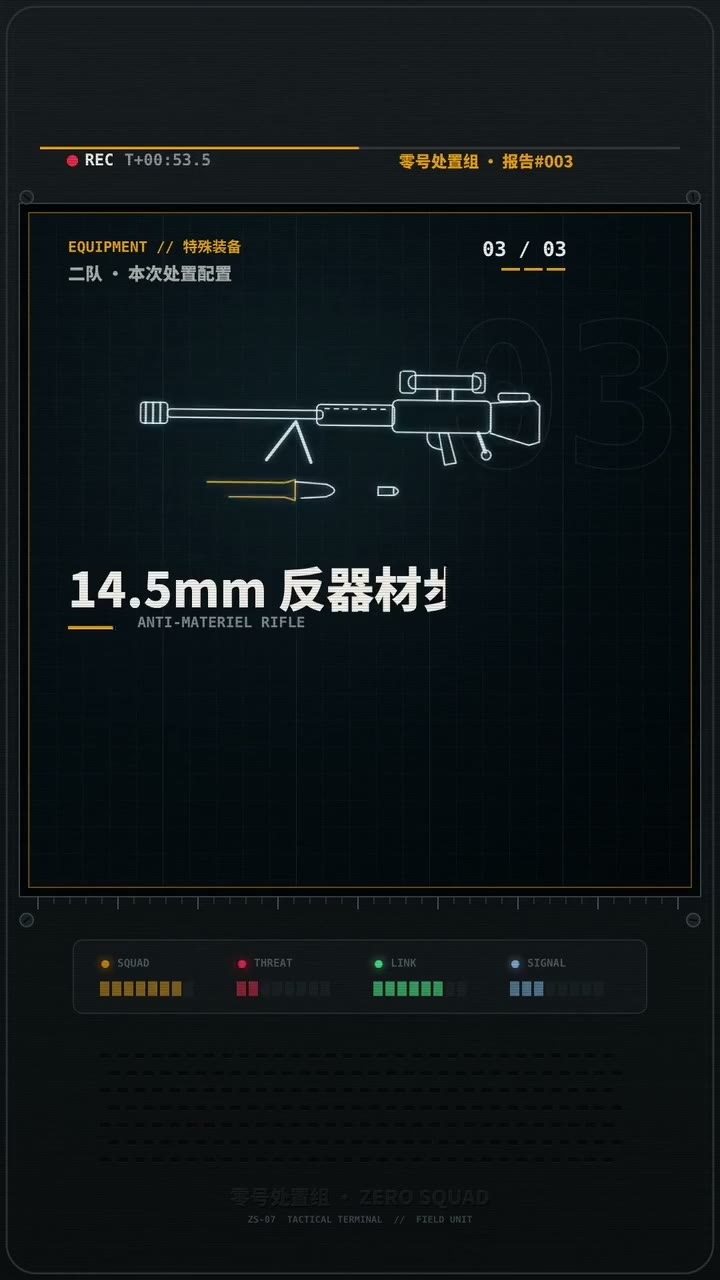 REC T+00:53.5
零号处置组 · 报告#003
EQUIPMENT // 特殊装备
03 / 03
二队 · 本次处置配置
03
14.5mm 反器材
ANTI-MATERIEL RIFLE
SQUAD
THREAT
LINK
SIGNAL
零号处置组 · ZERO SQUAD
ZS-07 TACTICAL TERMINAL // FIELD UNIT